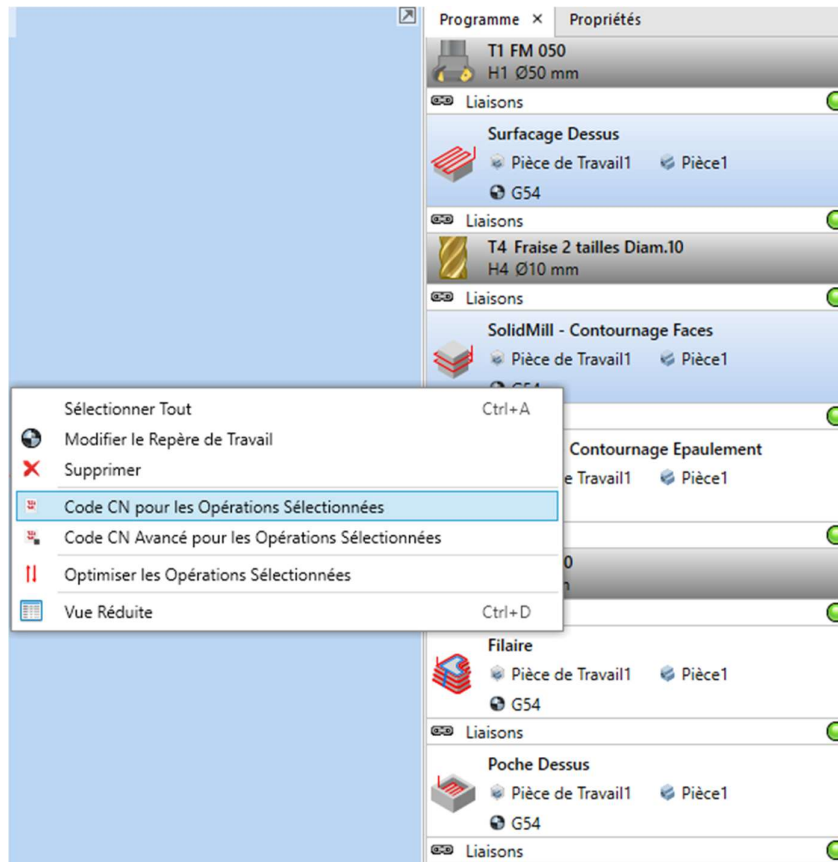 Programme × Propriétés
T1 FM 050
H1 Ø50 mm
Liaisons
Surfacage Dessus
Pièce de Travail1 Pièce1
G54
Liaisons
T4 Fraise 2 tailles Diam.10
H4 Ø10 mm
Liaisons
SolidMill - Contournage Faces
Pièce de Travail1 Pièce1
G54
Sélectionner Tout Ctrl+A
Modifier le Repère de Travail
Supprimer
Code CN pour les Opérations Sélectionnées
Code CN Avancé pour les Opérations Sélectionnées
Optimiser les Opérations Sélectionnées
Vue Réduite Ctrl+D
Contournage Epaulement
e Travail1 Pièce1
0
Filaire
Pièce de Travail1 Pièce1
G54
Liaisons
Poche Dessus
Pièce de Travail1 Pièce1
G54
Liaisons